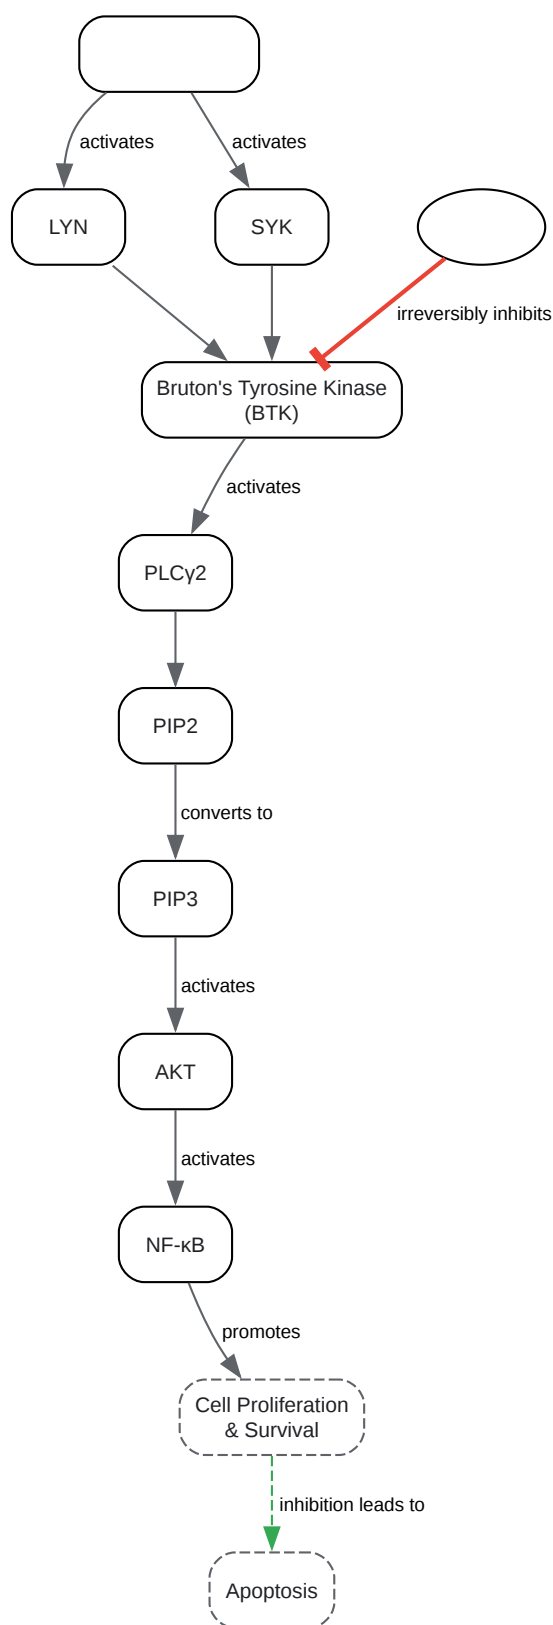 activates
activates
LYN
SYK
irreversibly inhibits
Bruton's Tyrosine Kinase
(BTK)
activates
PLCγ2
PIP2
converts to
PIP3
activates
AKT
activates
NF-κB
promotes
Cell Proliferation
& Survival
inhibition leads to
Apoptosis